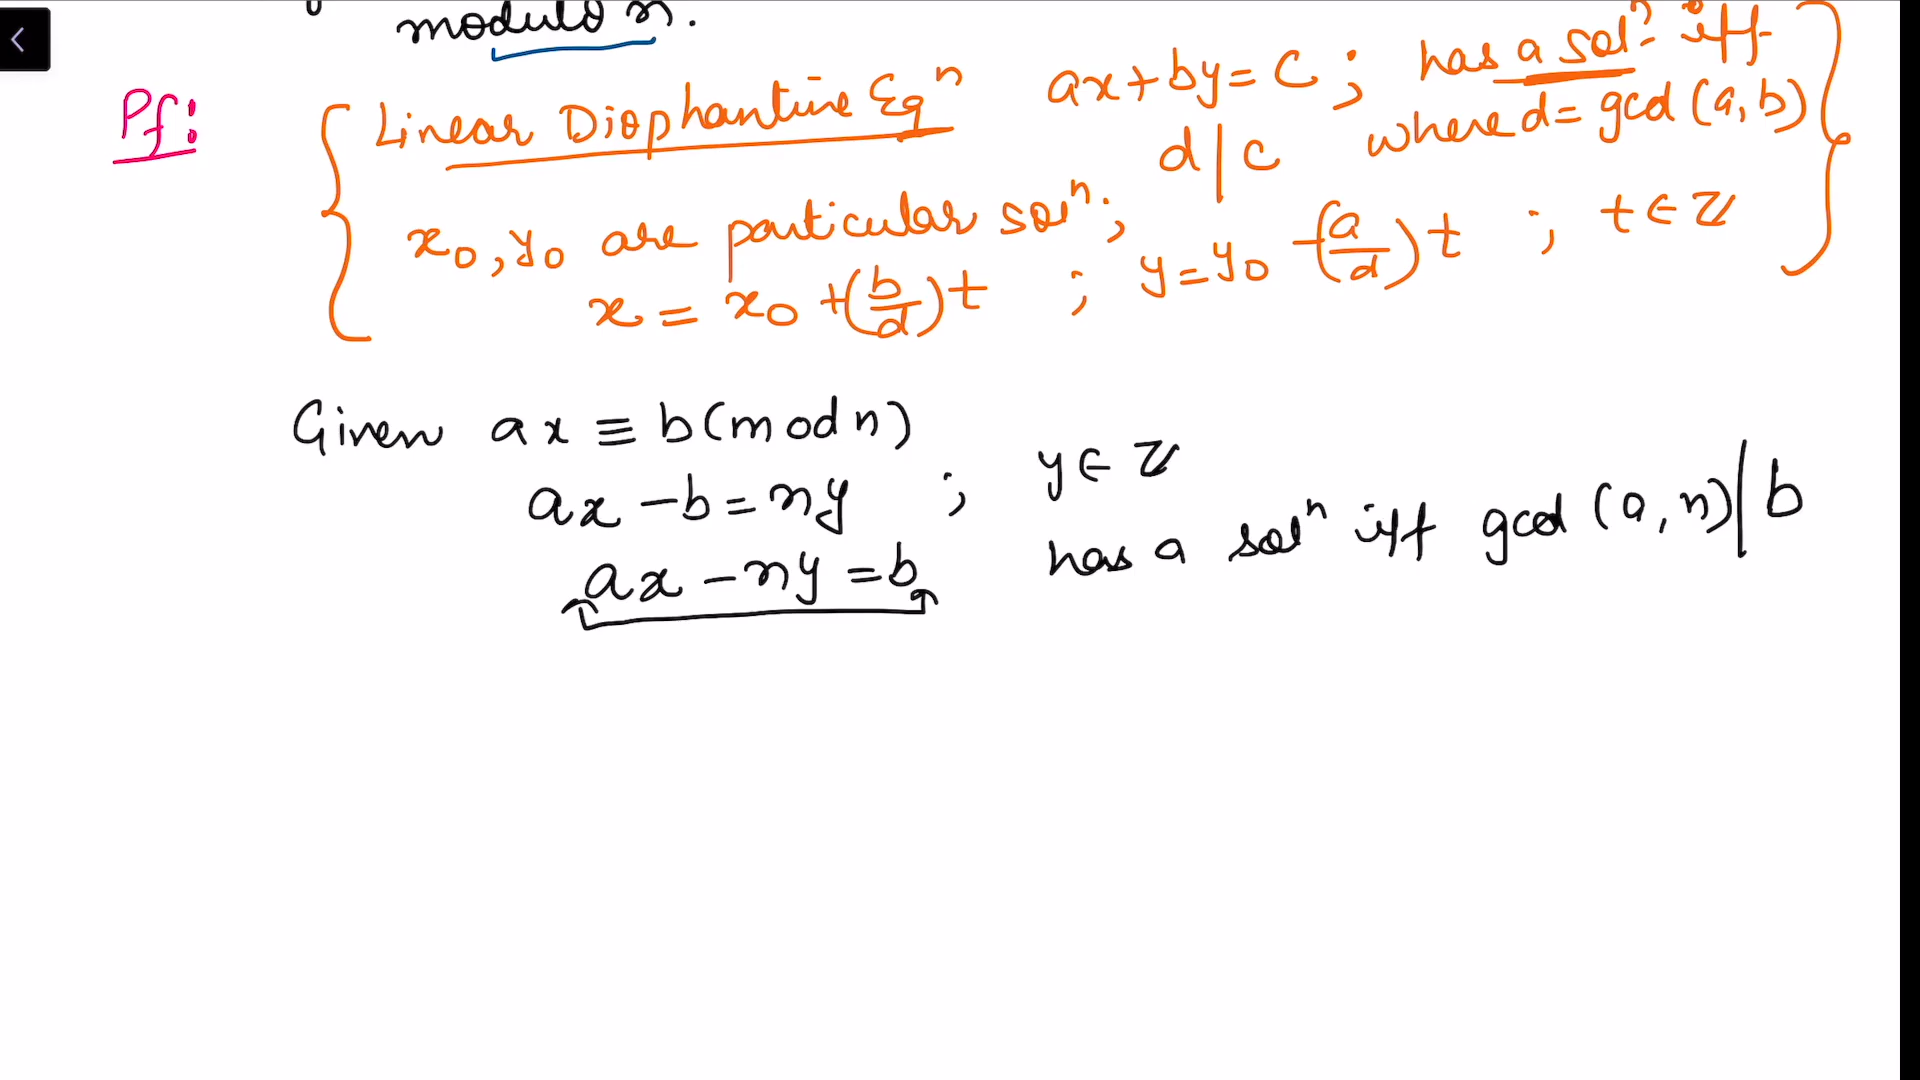 modulo n.
Pf:
Linear Diophantine Eqⁿ ax+by=C ; has a solⁿ iff
d|c where d= gcd (a,b)
x₀,y₀ are particular solⁿ;
x = x₀ +(b/d)t ; y=y₀ -(a/d)t ; t∈ℤ
Given ax ≡ b(mod n)
ax -b=ny ; y∈ ℤ
ax -ny =b has a solⁿ iff gcd (a,n)|b